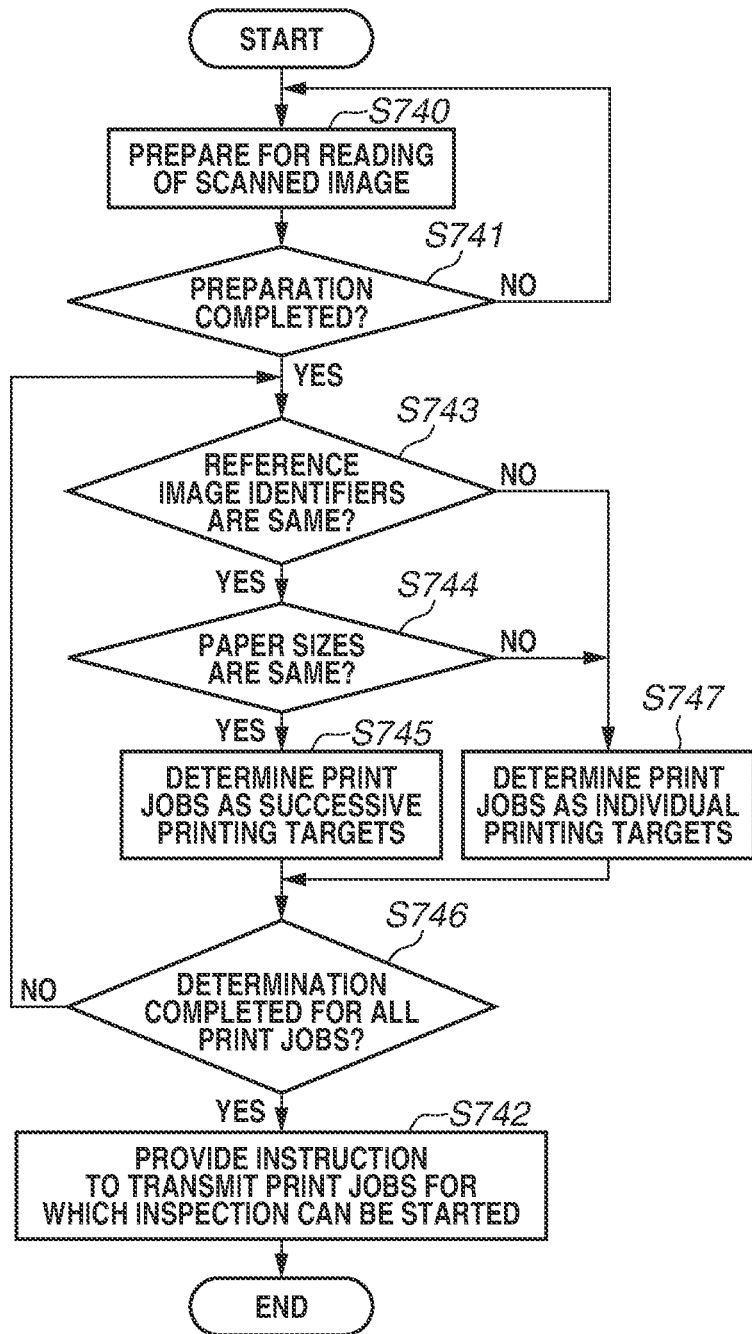 START
S740
PREPARE FOR READING
OF SCANNED IMAGE
S741
PREPARATION
COMPLETED?
NO
YES
S743
REFERENCE
IMAGE IDENTIFIERS
ARE SAME?
NO
YES
S744
PAPER SIZES
ARE SAME?
NO
YES
S745
DETERMINE PRINT
JOBS AS SUCCESSIVE
PRINTING TARGETS
S747
DETERMINE PRINT
JOBS AS INDIVIDUAL
PRINTING TARGETS
S746
DETERMINATION
COMPLETED FOR ALL
PRINT JOBS?
NO
YES
S742
PROVIDE INSTRUCTION
TO TRANSMIT PRINT JOBS FOR
WHICH INSPECTION CAN BE STARTED
END